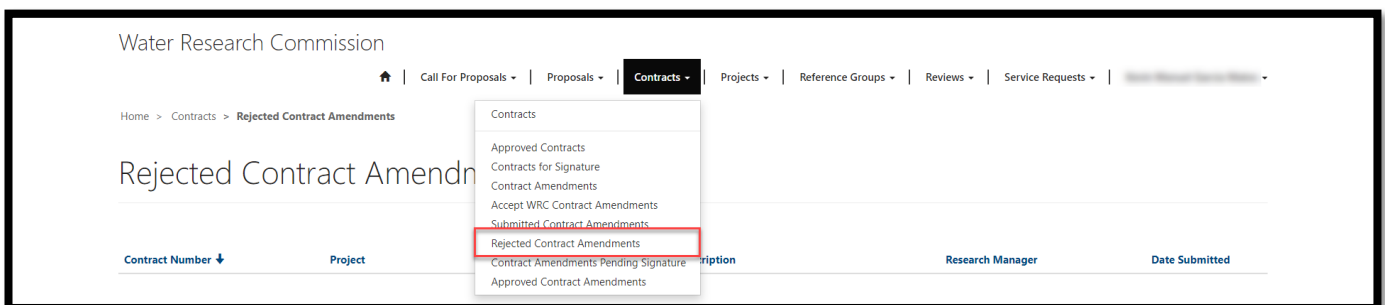 Water Research Commission
Call For Proposals | Proposals | Contracts | Projects | Reference Groups | Reviews | Service Requests |
Home > Contracts > Rejected Contract Amendments
Contracts
Approved Contracts
Rejected Contract Amendm
Contracts for Signature
Contract Amendments
Accept WRC Contract Amendments
Submitted Contract Amendments
Rejected Contract Amendments
Contract Number Project ription Research Manager Date Submitted
Contract Amendments Pending Signature
Approved Contract Amendments